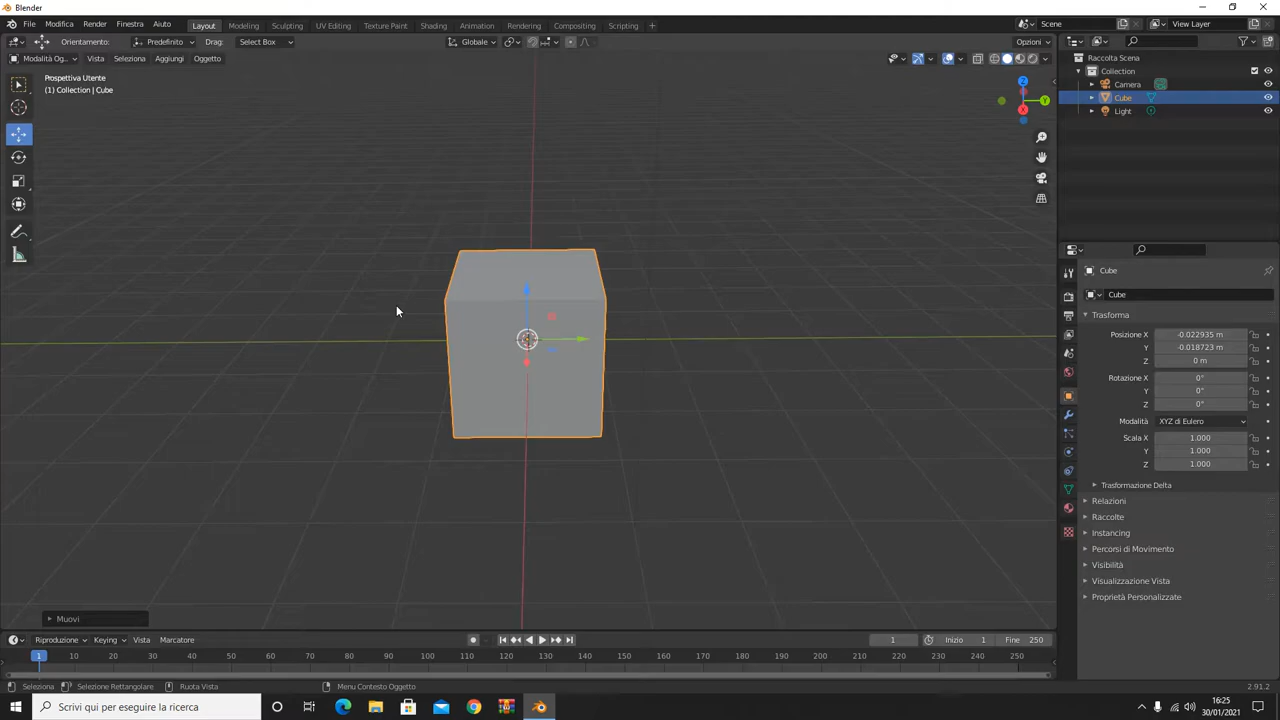 Blender
File Modifica Render Finestra Aiuto Layout Modeling Sculpting UV Editing Texture Paint Shading Animation Rendering Compositing Scripting + Scene View Layer
Orientamento: Predefinito Drag: Select Box Globale Opzioni
Modalità Og... Vista Seleziona Aggiungi Oggetto
Prospettiva Utente
(1) Collection | Cube
Z
Y
X
Raccolta Scena
Collection
Camera
Cube
Light
Cube
Cube
Trasforma
Posizione X -0.022935 m
Y -0.018723 m
Z 0 m
Rotazione X 0°
Y 0°
Z 0°
Modalità XYZ di Eulero
Scala X 1.000
Y 1.000
Z 1.000
Trasformazione Delta
Relazioni
Raccolte
Instancing
Percorsi di Movimento
Visibilità
Visualizzazione Vista
Proprietà Personalizzate
Muovi
Riproduzione Keying Vista Marcatore 1 Inizio 1 Fine 250
1 10 20 30 40 50 60 70 80 90 100 110 120 130 140 150 160 170 180 190 200 210 220 230 240 250
Seleziona Selezione Rettangolare Ruota Vista Menu Contesto Oggetto 2.91.2
Scrivi qui per eseguire la ricerca
16:25
30/01/2021